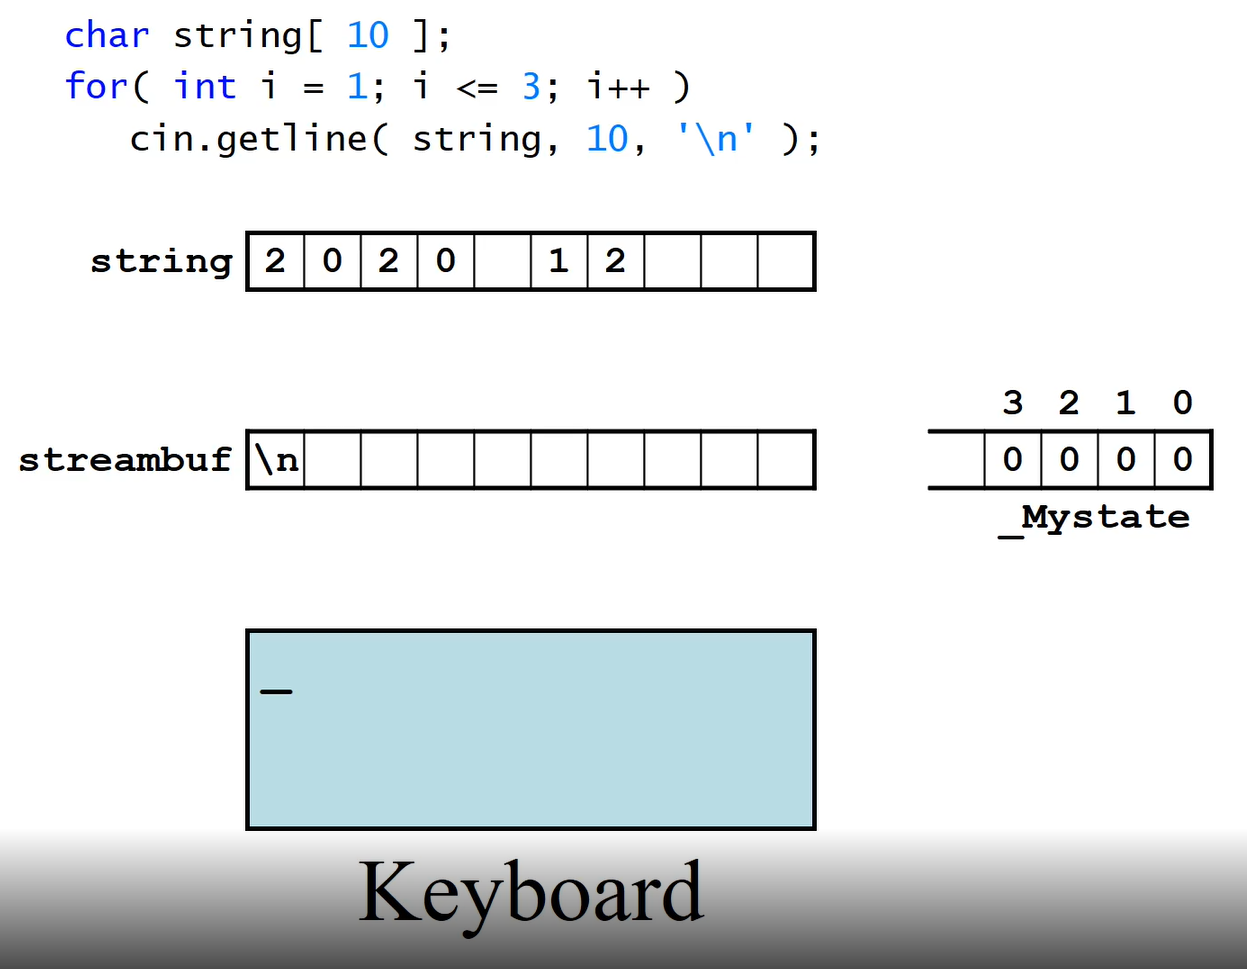 char string[ 10 ];
for( int i = 1; i <= 3; i++ )
cin.getline( string, 10, '\n' );
string 2 0 2 0 1 2
3 2 1 0
streambuf \n 0 0 0 0
_Mystate
_
Keyboard